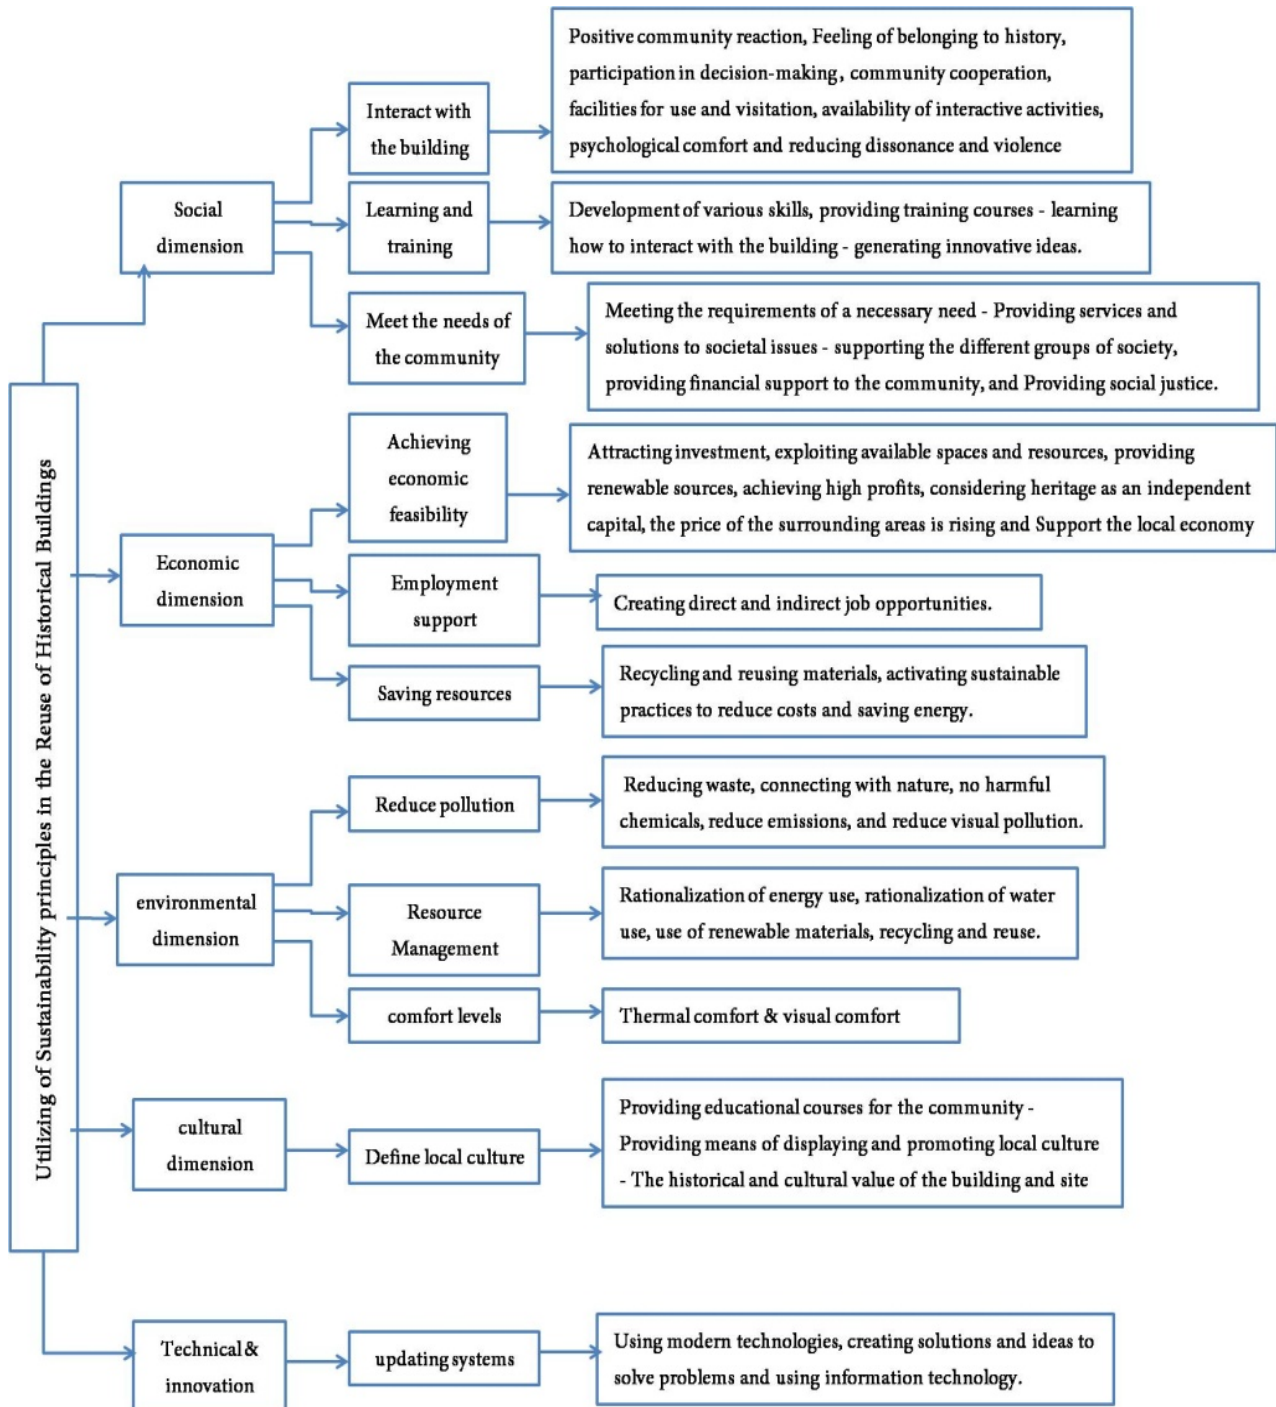 Utilizing of Sustainability principles in the Reuse of Historical Buildings
Social
dimension
Interact with
the building
Positive community reaction, Feeling of belonging to history,
participation in decision-making, community cooperation,
facilities for use and visitation, availability of interactive activities,
psychological comfort and reducing dissonance and violence
Learning and
training
Development of various skills, providing training courses - learning
how to interact with the building - generating innovative ideas.
Meet the needs of
the community
Meeting the requirements of a necessary need - Providing services and
solutions to societal issues - supporting the different groups of society,
providing financial support to the community, and Providing social justice.
Economic
dimension
Achieving
economic
feasibility
Attracting investment, exploiting available spaces and resources, providing
renewable sources, achieving high profits, considering heritage as an independent
capital, the price of the surrounding areas is rising and Support the local economy
Employment
support
Creating direct and indirect job opportunities.
Saving resources
Recycling and reusing materials, activating sustainable
practices to reduce costs and saving energy.
environmental
dimension
Reduce pollution
Reducing waste, connecting with nature, no harmful
chemicals, reduce emissions, and reduce visual pollution.
Resource
Management
Rationalization of energy use, rationalization of water
use, use of renewable materials, recycling and reuse.
comfort levels
Thermal comfort & visual comfort
cultural
dimension
Define local culture
Providing educational courses for the community -
Providing means of displaying and promoting local culture
- The historical and cultural value of the building and site
Technical &
innovation
updating systems
Using modern technologies, creating solutions and ideas to
solve problems and using information technology.